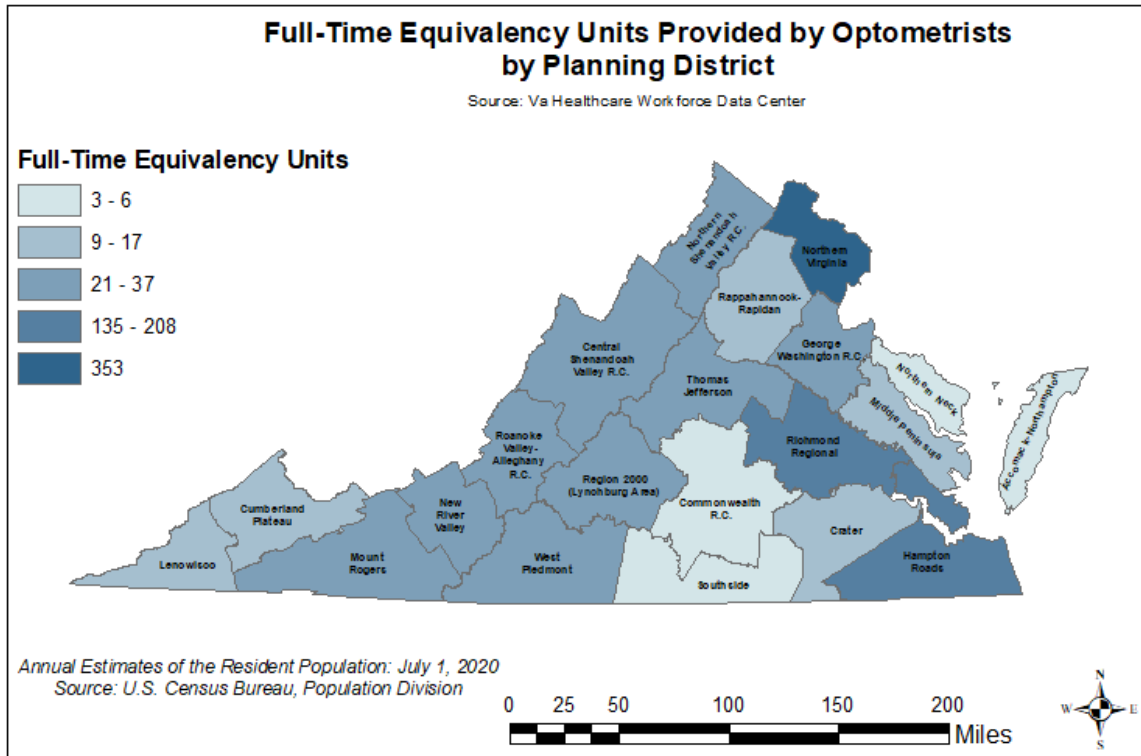 Full-Time Equivalency Units Provided by Optometrists
by Planning District
Source: Va Healthcare Workforce Data Center
Full-Time Equivalency Units
3 - 6
9 - 17
21 - 37
135 - 208
353
Northern
Shenandoah
Valley R.C.
Northern
Virginia
Rappahannock-
Rapidan
Central
Shenandoah
Valley R.C.
George
Washington R.C.
Northern Neck
Accomack-Northampton
Thomas
Jefferson
Middle Peninsula
Roanoke
Valley-
Alleghany
R.C.
Richmond
Regional
Region 2000
(Lynchburg Area)
Commonwealth
R.C.
Cumberland
Plateau
New
River
Valley
Crater
Lenowisco
Mount
Rogers
West
Piedmont
Hampton
Roads
Southside
Annual Estimates of the Resident Population: July 1, 2020
Source: U.S. Census Bureau, Population Division
0 25 50 100 150 200
Miles
N
W E
S